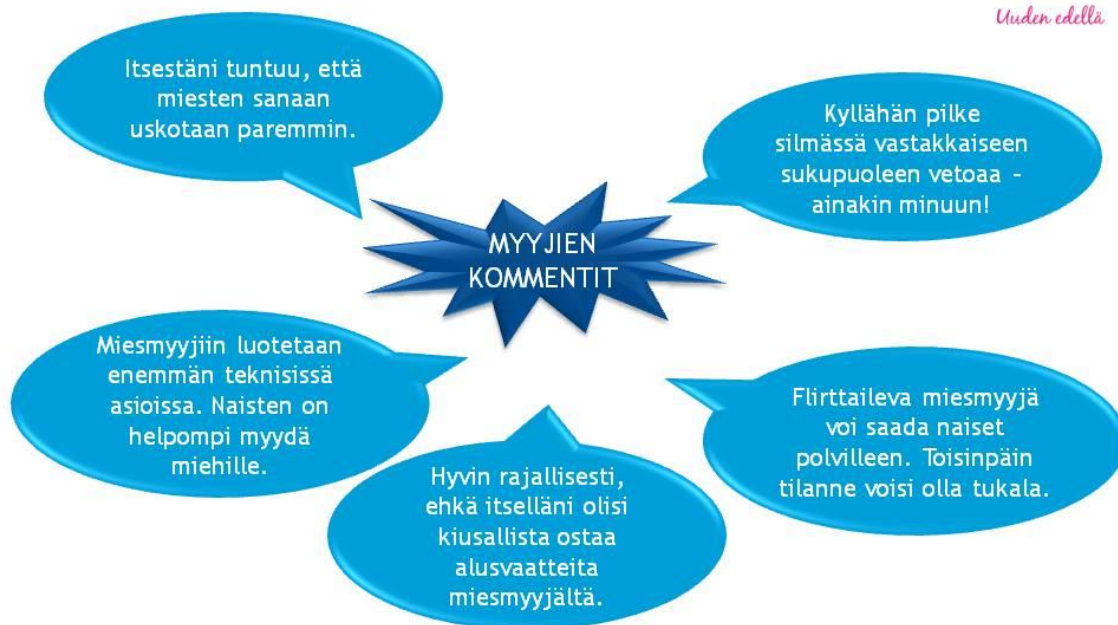 Uuden edellä
Itsestäni tuntuu, että
miesten sanaan
uskotaan paremmin.
Kyllähän pilke
silmässä vastakkaiseen
sukupuoleen vetoaa –
ainakin minuun!
MYYJIEN
KOMMENTIT
Miesmyyjiin luotetaan
enemmän teknisissä
asioissa. Naisten on
helpompi myydä
miehille.
Flirttaileva miesmyyjä
voi saada naiset
polvilleen. Toisinpäin
tilanne voisi olla tukala.
Hyvin rajallisesti,
ehkä itselläni olisi
kiusallista ostaa
alusvaatteita
miesmyyjältä.